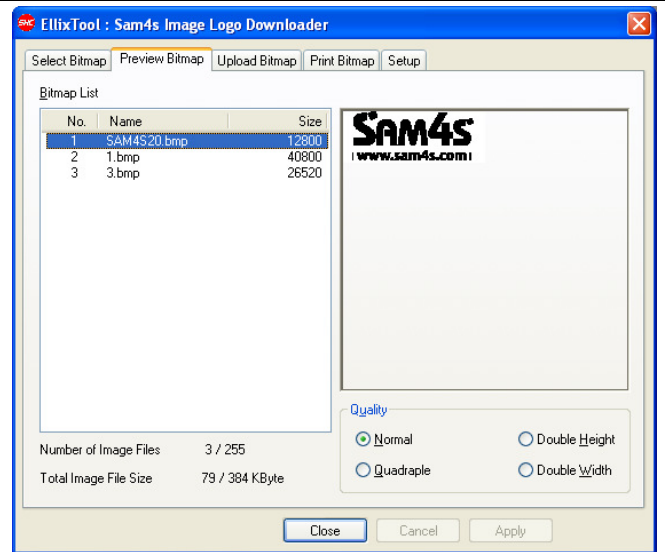 SNC EllixTool : Sam4s Image Logo Downloader
Select Bitmap Preview Bitmap Upload Bitmap Print Bitmap Setup
Bitmap List
No. Name Size
1 SAM4S20.bmp 12800
2 1.bmp 40800
3 3.bmp 26520
SAM4S
www.sam4s.com
Quality
Normal Double Height
Quadraple Double Width
Number of Image Files 3 / 255
Total Image File Size 79 / 384 KByte
Close Cancel Apply